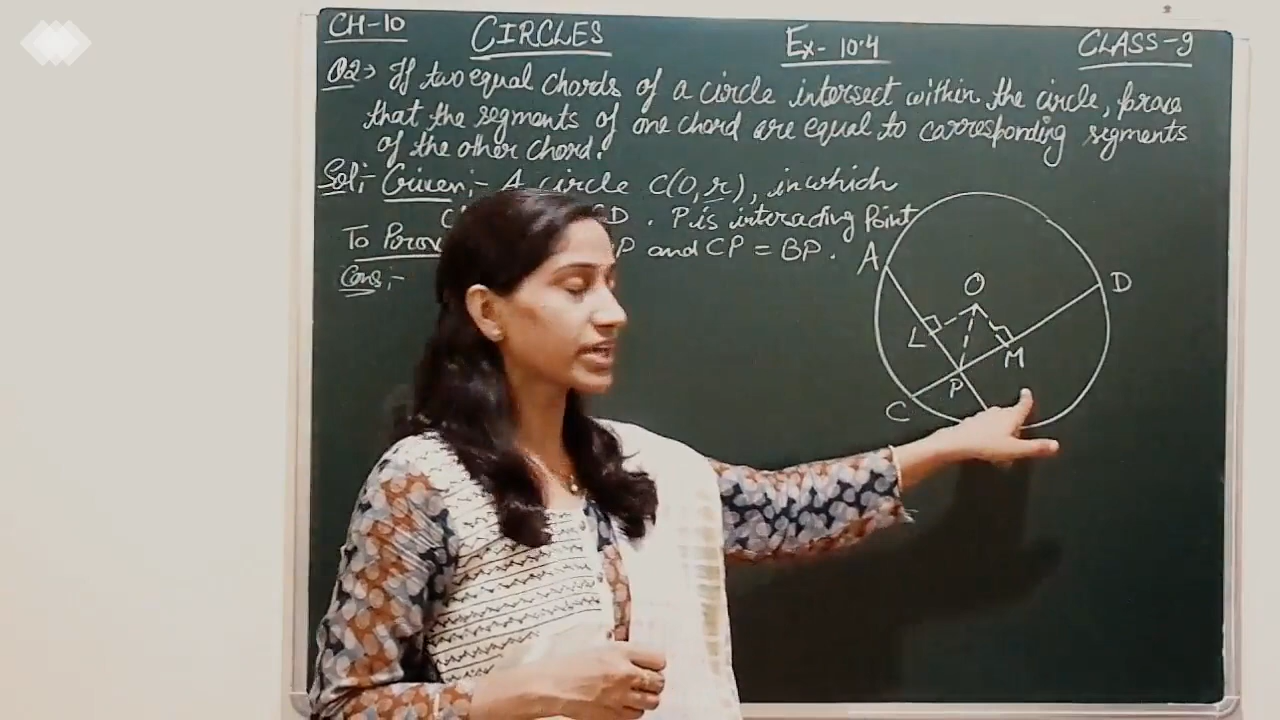 CH-10 CIRCLES Ex-10.4 CLASS-9
Q2→ If two equal chords of a circle intersect within the circle, prove
that the segments of one chord are equal to corresponding segments
of the other chord.
Sol:- Given:- A circle C(O,r), in which
CD. P is interacting Point
To Prov P and CP = BP.
Cons:-
A
D
O
L
M
P
C